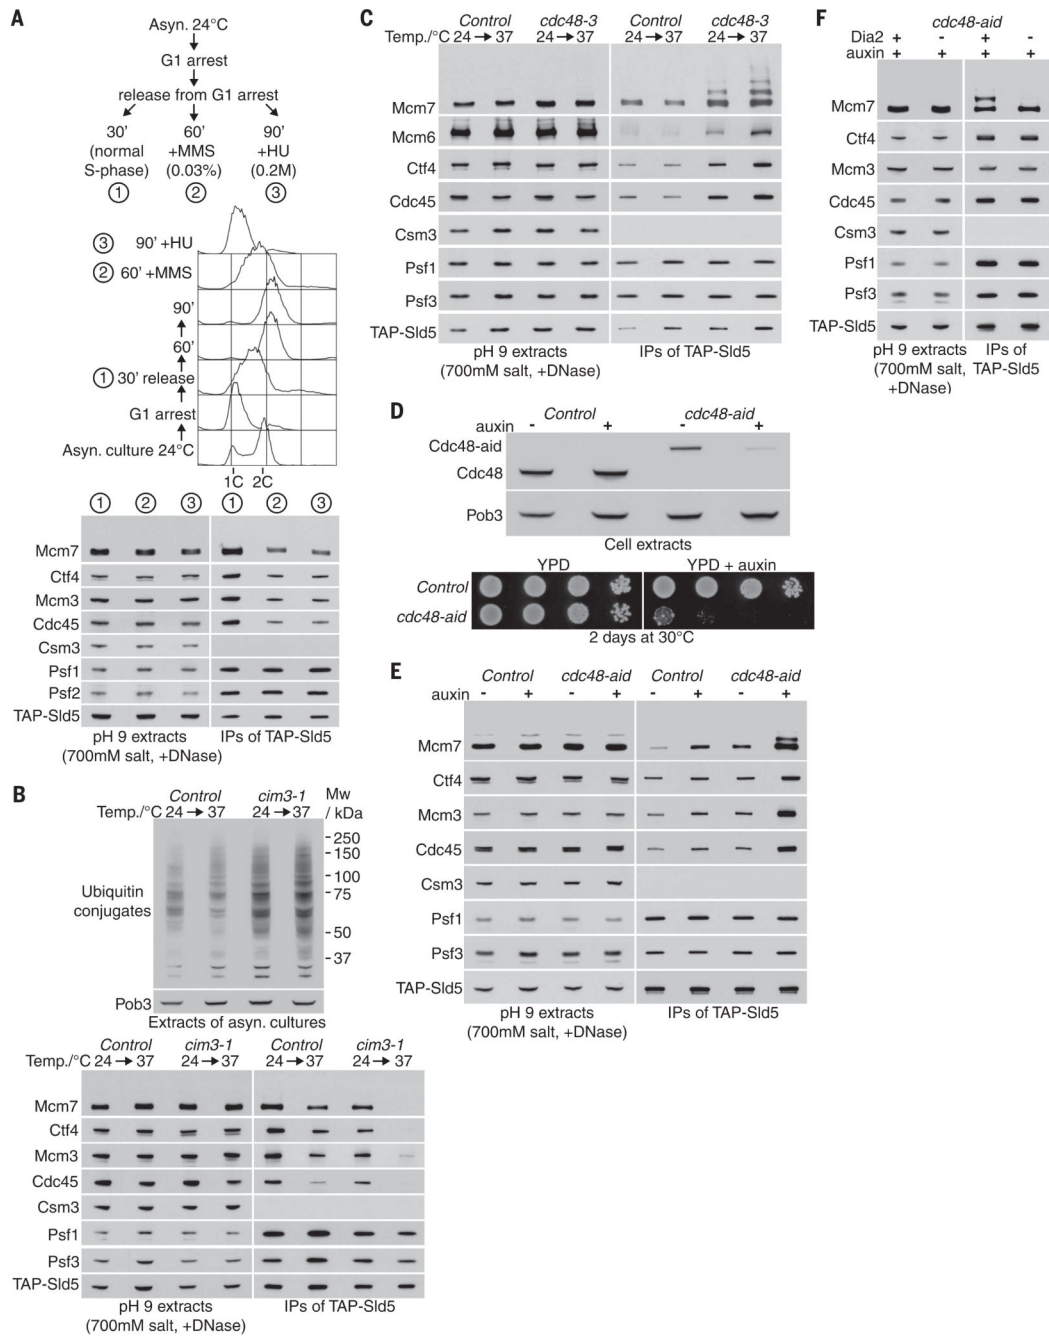 A
Asyn. 24°C
G1 arrest
release from G1 arrest
30' 60' 90'
(normal +MMS +HU
S-phase) (0.03%) (0.2M)
① ② ③
③ 90' +HU
② 60' +MMS
90'
60'
① 30' release
G1 arrest
Asyn. culture 24°C
1C 2C
① ② ③ ① ② ③
Mcm7
Ctf4
Mcm3
Cdc45
Csm3
Psf1
Psf2
TAP-Sld5
pH 9 extracts IPs of TAP-Sld5
(700mM salt, +DNase)
B
Control cim3-1 Mw
Temp./°C 24 → 37 24 → 37 / kDa
250
150
100
75
50
37
Ubiquitin
conjugates
Pob3
Extracts of asyn. cultures
Control cim3-1 Control cim3-1
Temp./°C 24 → 37 24 → 37 24 → 37 24 → 37
Mcm7
Ctf4
Mcm3
Cdc45
Csm3
Psf1
Psf3
TAP-Sld5
pH 9 extracts IPs of TAP-Sld5
(700mM salt, +DNase)
C
Control cdc48-3 Control cdc48-3
Temp./°C 24 → 37 24 → 37 24 → 37 24 → 37
Mcm7
Mcm6
Ctf4
Cdc45
Csm3
Psf1
Psf3
TAP-Sld5
pH 9 extracts IPs of TAP-Sld5
(700mM salt, +DNase)
D
Control cdc48-aid
auxin - + - +
Cdc48-aid
Cdc48
Pob3
Cell extracts
YPD YPD + auxin
Control
cdc48-aid
2 days at 30°C
E
Control cdc48-aid Control cdc48-aid
auxin - + - + - + - +
Mcm7
Ctf4
Mcm3
Cdc45
Csm3
Psf1
Psf3
TAP-Sld5
pH 9 extracts IPs of TAP-Sld5
(700mM salt, +DNase)
F
cdc48-aid
Dia2 + - + -
auxin + + + +
Mcm7
Ctf4
Mcm3
Cdc45
Csm3
Psf1
Psf3
TAP-Sld5
pH 9 extracts IPs of
(700mM salt, TAP-Sld5
+DNase)